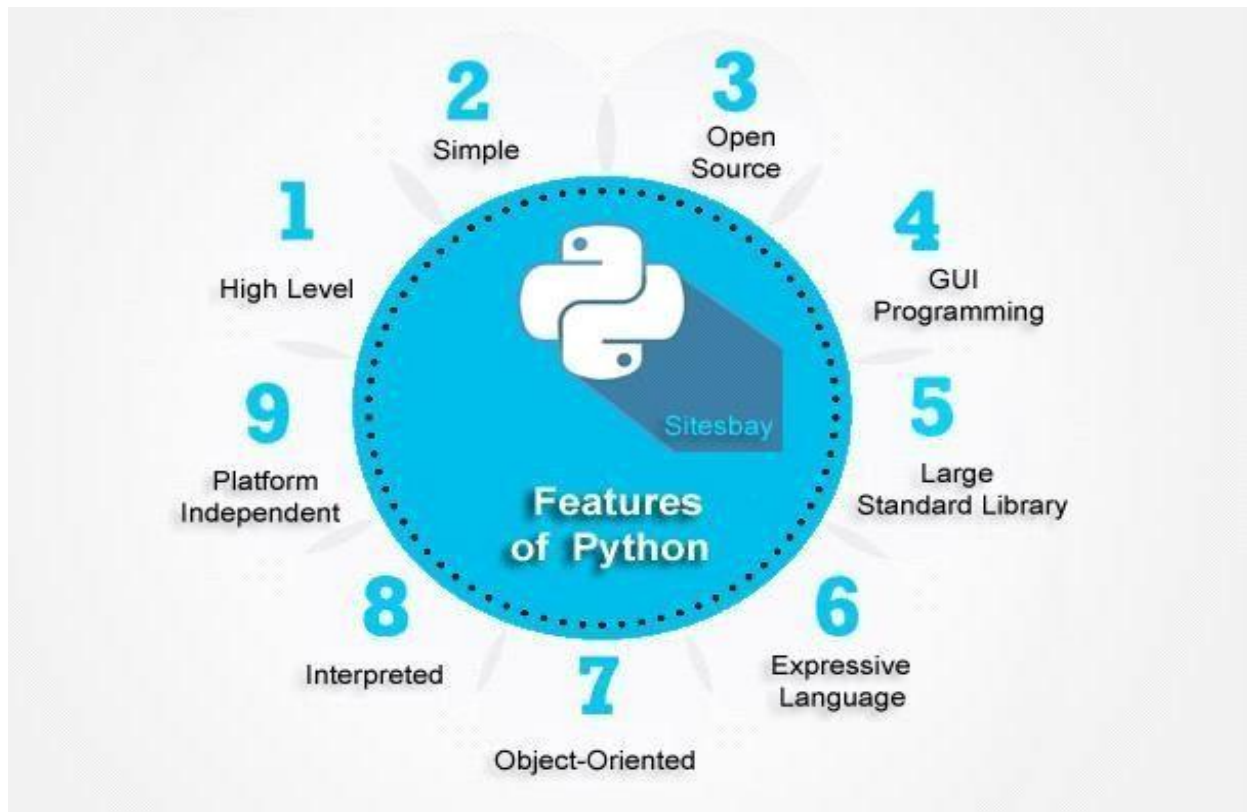 1
High Level
2
Simple
3
Open
Source
4
GUI
Programming
5
Large
Standard Library
6
Expressive
Language
7
Object-Oriented
8
Interpreted
9
Platform
Independent
Sitesbay
Features
of Python